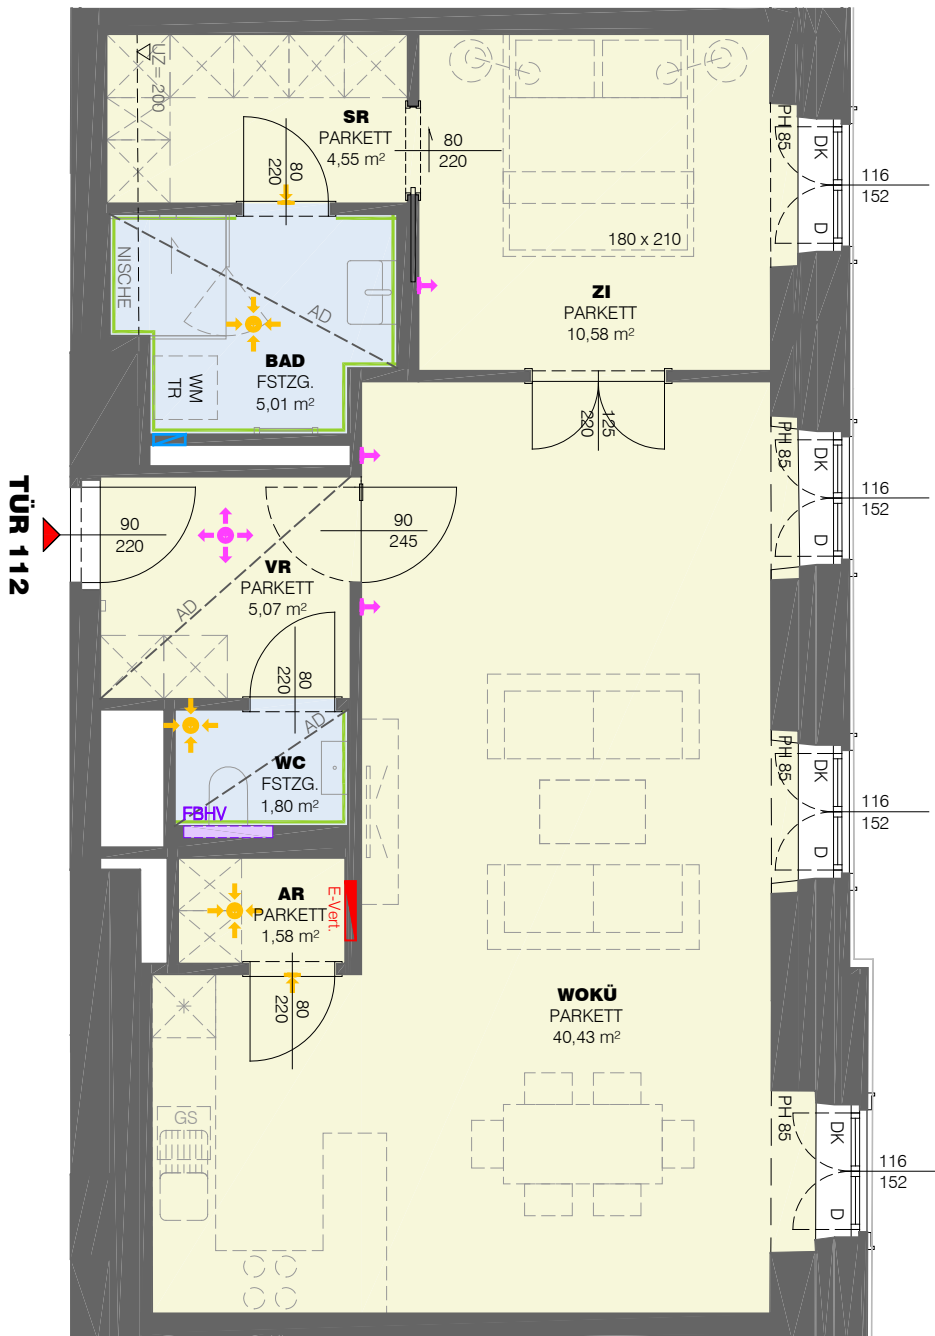 UZ = 200
SR
PARKETT
4,55 m²
80
220
80
220
PH 85
DK
D
116
152
180 x 210
ZI
PARKETT
10,58 m²
NISCHE
AD
BAD
FSTZG.
5,01 m²
WM
TR
125
220
PH 85
DK
D
116
152
TÜR 112
90
220
90
245
VR
PARKETT
5,07 m²
AD
80
220
AD
WC
FSTZG.
1,80 m²
FBHV
PH 85
DK
D
116
152
AR
PARKETT
1,58 m²
E-Vert.
80
220
WOKÜ
PARKETT
40,43 m²
GS
PH 85
DK
D
116
152